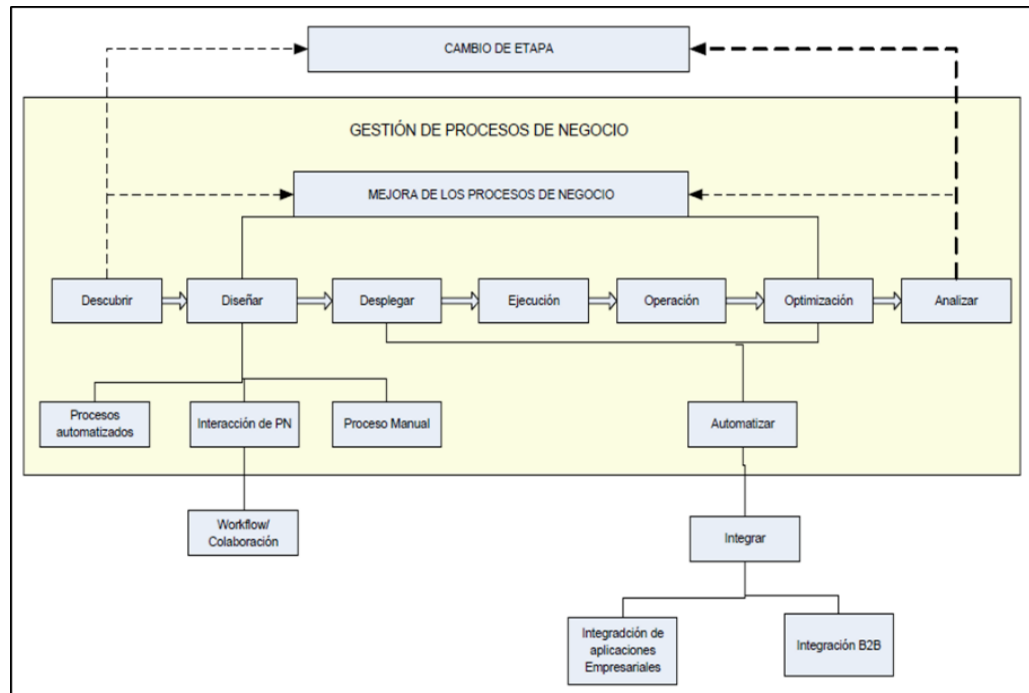 CAMBIO DE ETAPA
GESTIÓN DE PROCESOS DE NEGOCIO
MEJORA DE LOS PROCESOS DE NEGOCIO
Descubrir
Diseñar
Desplegar
Ejecución
Operación
Optimización
Analizar
Procesos
automatizados
Interacción de PN
Proceso Manual
Automatizar
Workflow/
Colaboración
Integrar
Integradción de
aplicaciones
Empresariales
Integración B2B